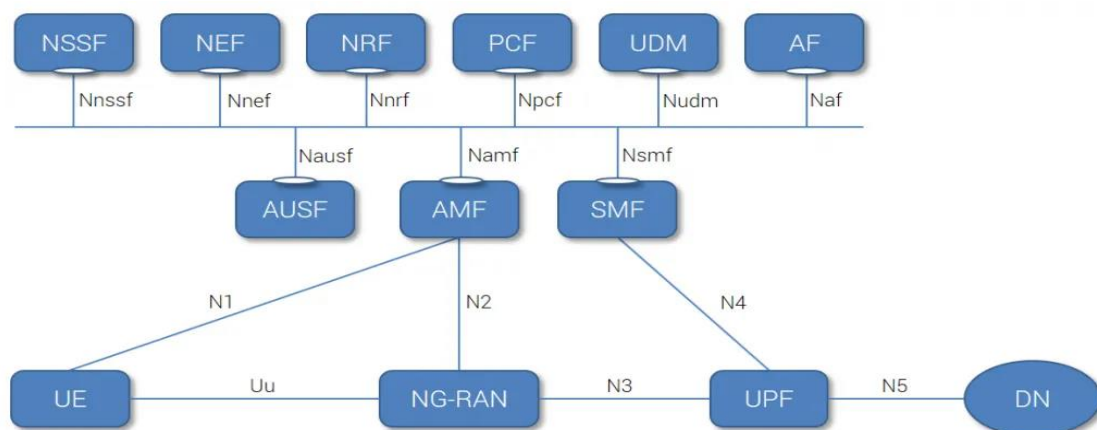 NSSF NEF NRF PCF UDM AF
Nnssf Nnef Nnrf Npcf Nudm Naf
Nausf Namf Nsmf
AUSF AMF SMF
N1 N2 N4
Uu N3 N5
UE NG-RAN UPF DN